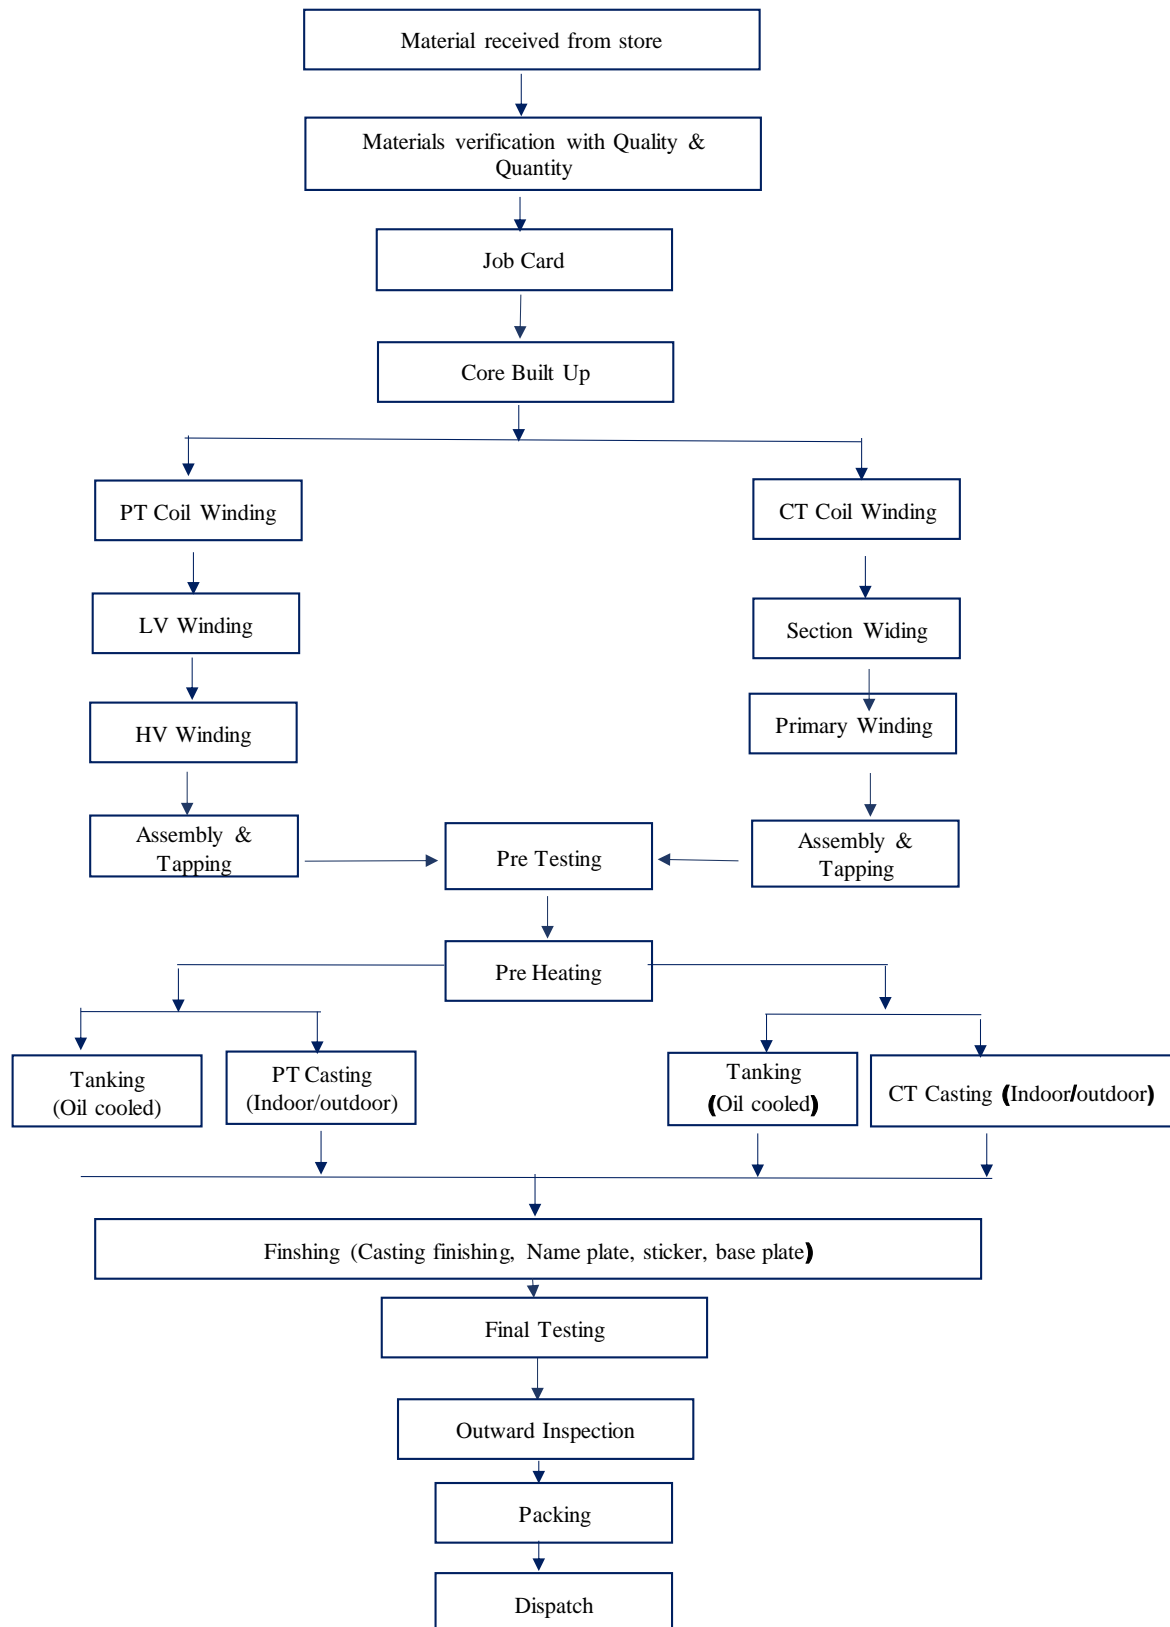 Material received from store
Materials verification with Quality &
Quantity
Job Card
Core Built Up
PT Coil Winding
CT Coil Winding
LV Winding
Section Widing
HV Winding
Primary Winding
Assembly &
Tapping
Pre Testing
Assembly &
Tapping
Pre Heating
Tanking
(Oil cooled)
PT Casting
(Indoor/outdoor)
Tanking
(Oil cooled)
CT Casting (Indoor/outdoor)
Finshing (Casting finishing, Name plate, sticker, base plate)
Final Testing
Outward Inspection
Packing
Dispatch